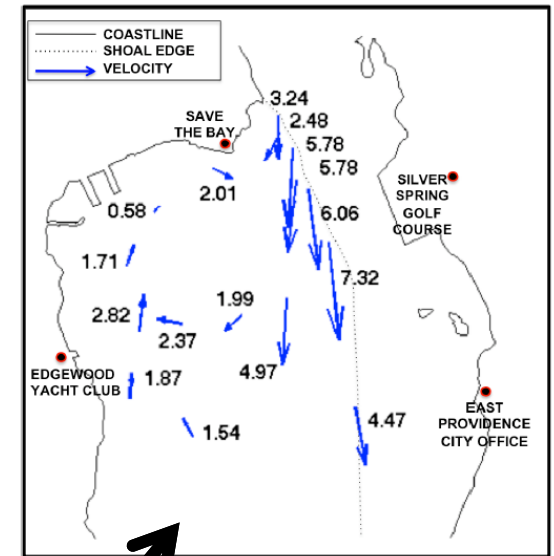 COASTLINE
SHOAL EDGE
VELOCITY
3.24
SAVE
THE BAY
2.48
5.78
5.78
2.01
SILVER
SPRING
GOLF
COURSE
0.58
6.06
1.71
7.32
1.99
2.82
2.37
EDGEWOOD
YACHT CLUB
1.87
4.97
EAST
PROVIDENCE
CITY OFFICE
4.47
1.54